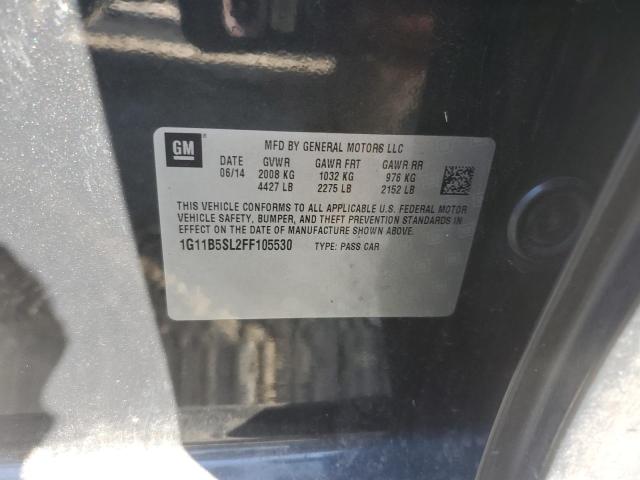 GM ®
MFD BY GENERAL MOTORS LLC
DATE GVWR GAWR FRT GAWR RR
06/14 2008 KG 1032 KG 976 KG
4427 LB 2275 LB 2152 LB
THIS VEHICLE CONFORMS TO ALL APPLICABLE U.S. FEDERAL MOTOR
VEHICLE SAFETY, BUMPER, AND THEFT PREVENTION STANDARDS IN
EFFECT ON THE DATE OF MANUFACTURE SHOWN ABOVE.
1G11B5SL2FF105530 TYPE: PASS CAR